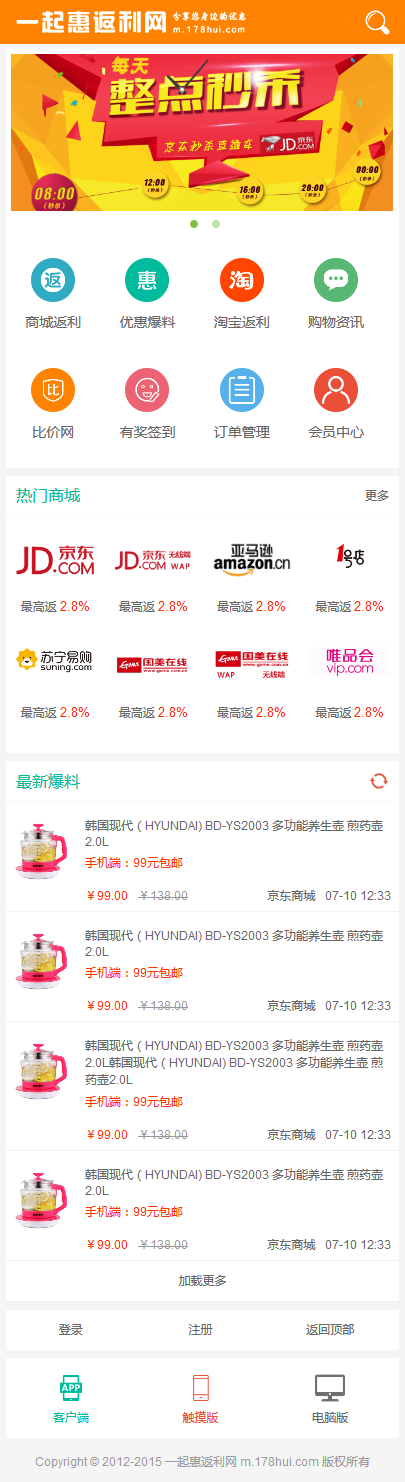 一起惠返利网 分享您身边的优惠
m.178hui.com
每天
整点秒杀
京东秒杀直播车 JD.COM 京东
08:00
(秒杀)
12:00
(秒杀)
16:00
(秒杀)
20:00
(秒杀)
00:00
(秒杀)
返 惠 淘
商城返利 优惠爆料 淘宝返利 购物资讯
比
比价网 有奖签到 订单管理 会员中心
热门商城 更多
JD 京东 .COM
JD 京东 无线端 .COM WAP
亚马逊 amazon.cn
1号店
最高返 2.8% 最高返 2.8% 最高返 2.8% 最高返 2.8%
苏宁易购 suning.com
GOME 国美在线 www.gome.com.cn
GOME 国美在线 www.gome.com.cn WAP 无线端
唯品会 vip.com
最高返 2.8% 最高返 2.8% 最高返 2.8% 最高返 2.8%
最新爆料
韩国现代（HYUNDAI) BD-YS2003 多功能养生壶 煎药壶
2.0L
手机端：99元包邮
￥99.00 ￥138.00 京东商城 07-10 12:33
韩国现代（HYUNDAI) BD-YS2003 多功能养生壶 煎药壶
2.0L
手机端：99元包邮
￥99.00 ￥138.00 京东商城 07-10 12:33
韩国现代（HYUNDAI) BD-YS2003 多功能养生壶 煎药壶
2.0L韩国现代（HYUNDAI) BD-YS2003 多功能养生壶 煎
药壶2.0L
手机端：99元包邮
￥99.00 ￥138.00 京东商城 07-10 12:33
韩国现代（HYUNDAI) BD-YS2003 多功能养生壶 煎药壶
2.0L
手机端：99元包邮
￥99.00 ￥138.00 京东商城 07-10 12:33
加载更多
登录 注册 返回顶部
APP
客户端 触摸版 电脑版
Copyright © 2012-2015 一起惠返利网 m.178hui.com 版权所有